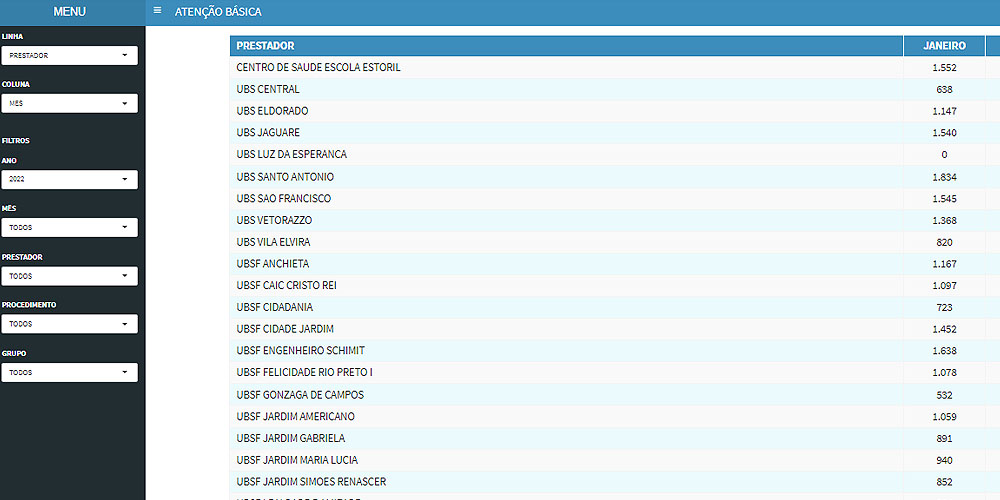 MENU
≡ ATENÇÃO BÁSICA
LINHA
PRESTADOR
COLUNA
MES
FILTROS
ANO
2022
MÊS
TODOS
PRESTADOR
TODOS
PROCEDIMENTO
TODOS
GRUPO
TODOS
PRESTADOR JANEIRO
CENTRO DE SAUDE ESCOLA ESTORIL 1.552
UBS CENTRAL 638
UBS ELDORADO 1.147
UBS JAGUARE 1.540
UBS LUZ DA ESPERANCA 0
UBS SANTO ANTONIO 1.834
UBS SAO FRANCISCO 1.545
UBS VETORAZZO 1.368
UBS VILA ELVIRA 820
UBSF ANCHIETA 1.167
UBSF CAIC CRISTO REI 1.097
UBSF CIDADANIA 723
UBSF CIDADE JARDIM 1.452
UBSF ENGENHEIRO SCHIMIT 1.638
UBSF FELICIDADE RIO PRETO I 1.078
UBSF GONZAGA DE CAMPOS 532
UBSF JARDIM AMERICANO 1.059
UBSF JARDIM GABRIELA 891
UBSF JARDIM MARIA LUCIA 940
UBSF JARDIM SIMOES RENASCER 852